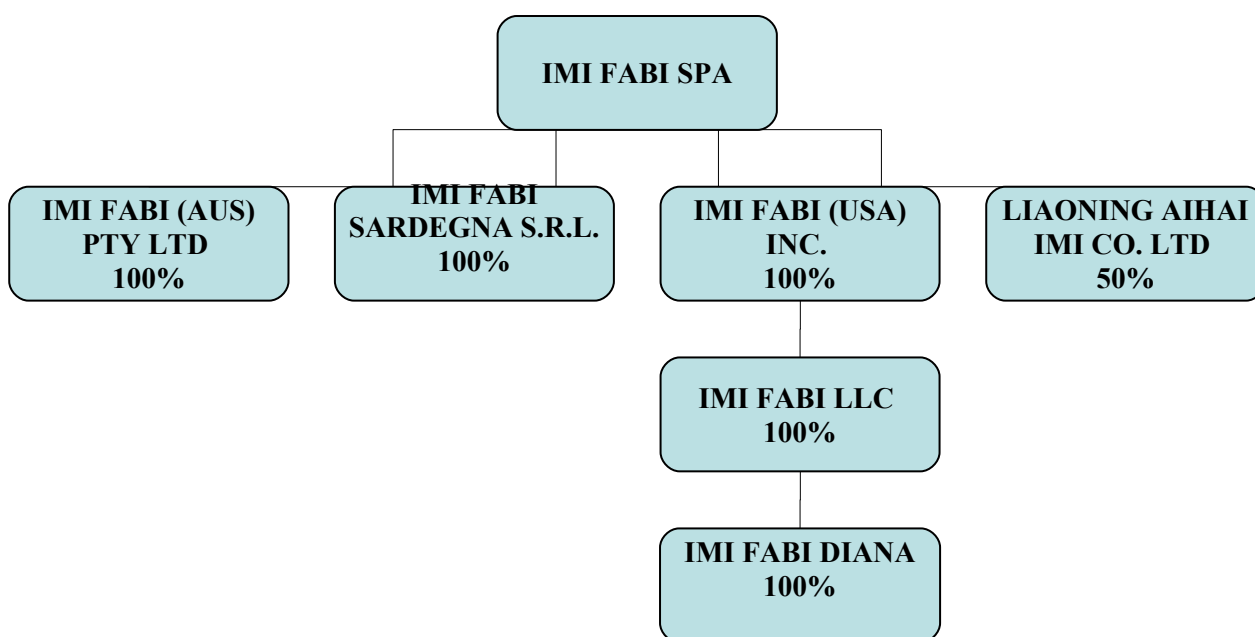 IMI FABI SPA
IMI FABI (AUS)
PTY LTD
100%
IMI FABI
SARDEGNA S.R.L.
100%
IMI FABI (USA)
INC.
100%
LIAONING AIHAI
IMI CO. LTD
50%
IMI FABI LLC
100%
IMI FABI DIANA
100%